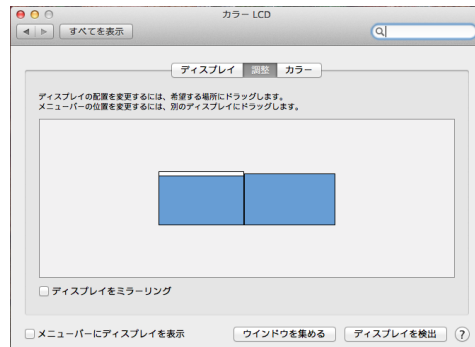 カラー LCD
すべてを表示
ディスプレイ 調整 カラー
ディスプレイの配置を変更するには、希望する場所にドラッグします。
メニューバーの位置を変更するには、別のディスプレイにドラッグします。
ディスプレイをミラーリング
メニューバーにディスプレイを表示 ウインドウを集める ディスプレイを検出 ?